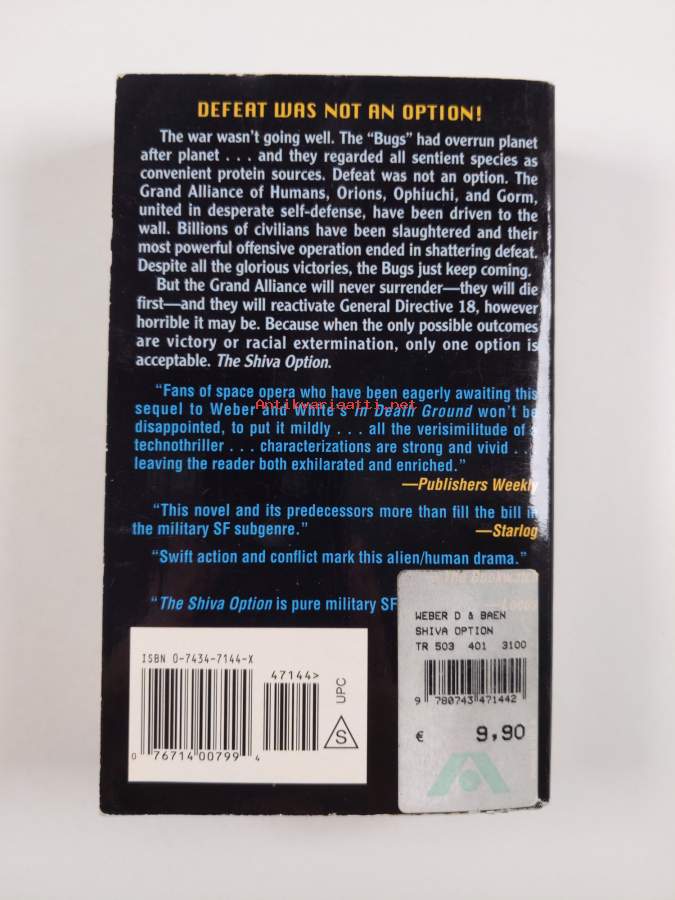 DEFEAT WAS NOT AN OPTION!
The war wasn't going well. The "Bugs" had overrun planet
after planet . . . and they regarded all sentient species as
convenient protein sources. Defeat was not an option. The
Grand Alliance of Humans, Orions, Ophiuchi, and Gorm,
united in desperate self-defense, have been driven to the
wall. Billions of civilians have been slaughtered and their
most powerful offensive operation ended in shattering defeat.
Despite all the glorious victories, the Bugs just keep coming.
But the Grand Alliance will never surrender—they will die
first—and they will reactivate General Directive 18, however
horrible it may be. Because when the only possible outcomes
are victory or racial extermination, only one option is
acceptable. The Shiva Option.
"Fans of space opera who have been eagerly awaiting this
sequel to Weber and White's In Death Ground won't be
Antikvariaatti.net
disappointed, to put it mildly . . . all the verisimilitude of a
technothriller . . . characterizations are strong and vivid . . .
leaving the reader both exhilarated and enriched."
—Publishers Weekly
"This novel and its predecessors more than fill the bill in
the military SF subgenre." —Starlog
"Swift action and conflict mark this alien/human drama."
"The Shiva Option is pure military SF
WEBER D & BAEN
SHIVA OPTION
TR 503 401 3100
9 780743 471442
€ 9,90
ISBN 0-7434-7144-X
47144>
UPC
S
0 76714 00799 4